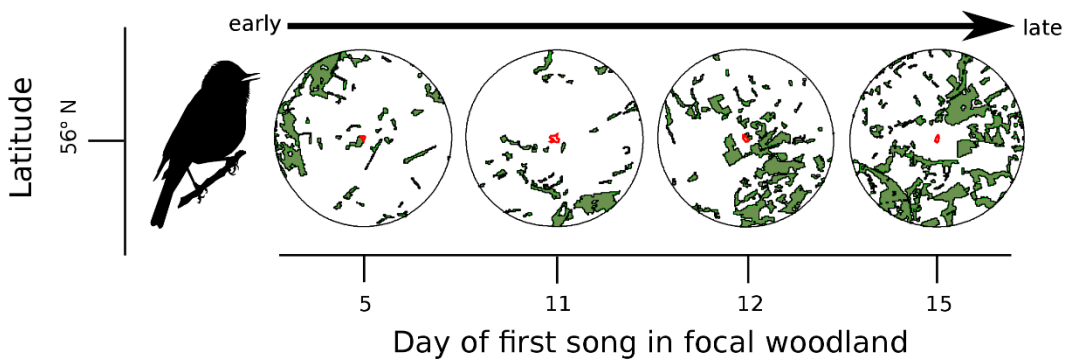 early
late
Latitude
56° N
5
11
12
15
Day of first song in focal woodland